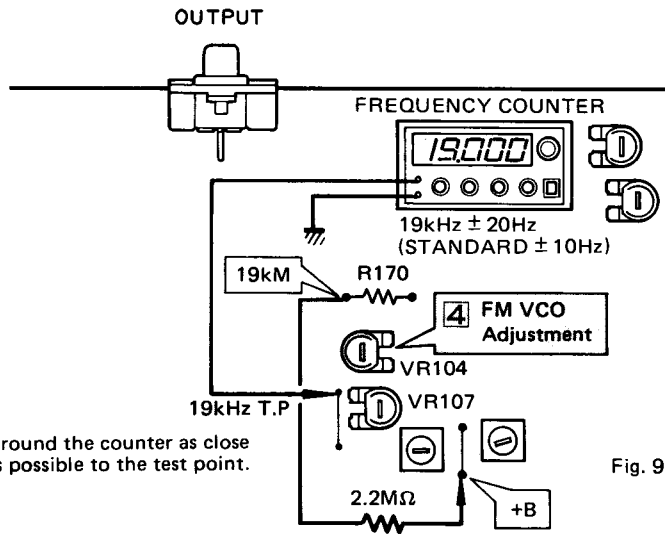 OUTPUT
FREQUENCY COUNTER
19.000
19kHz ± 20Hz
(STANDARD ± 10Hz)
19kM
R170
4 FM VCO
Adjustment
VR104
19kHz T.P
VR107
round the counter as close
possible to the test point.
Fig. 9
2.2MΩ
+B